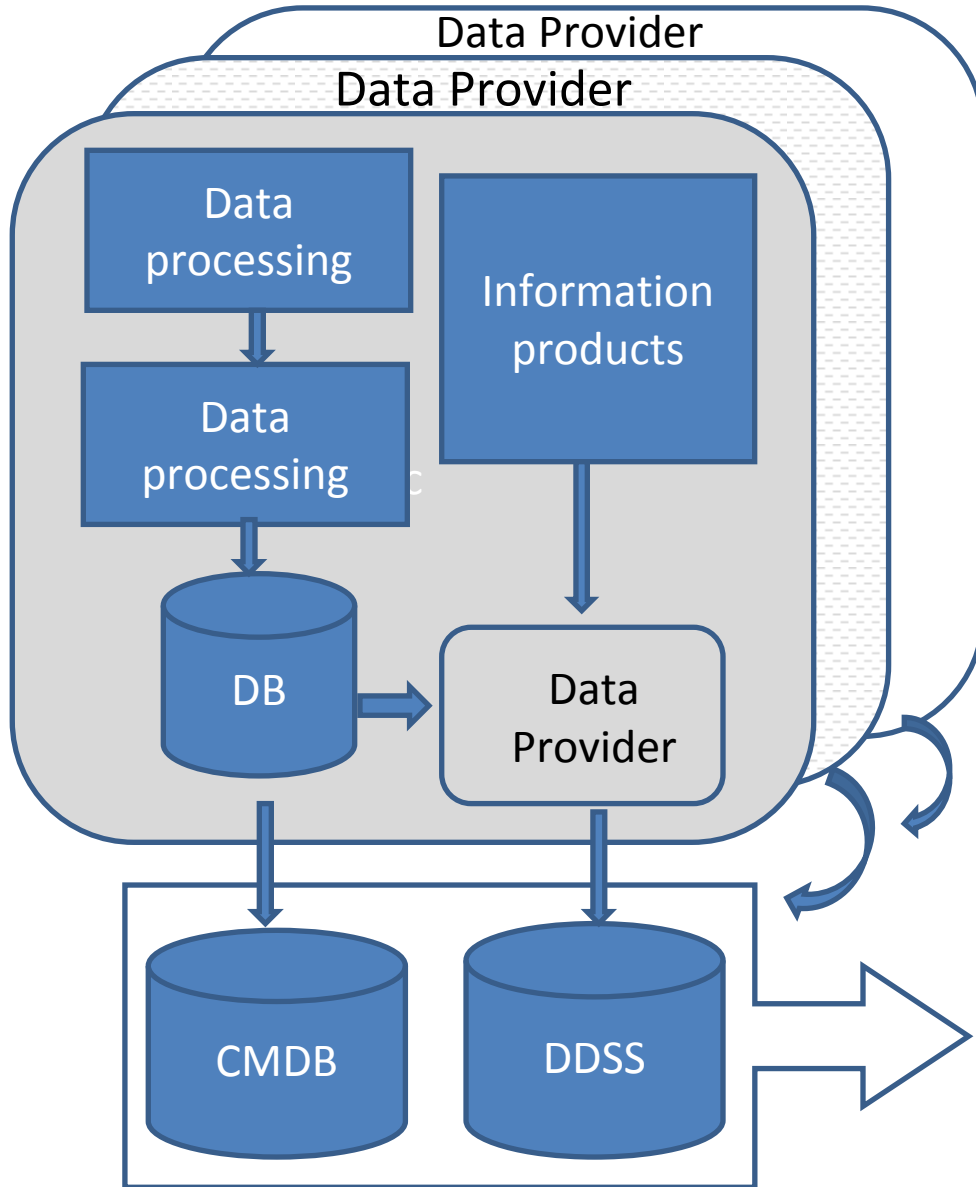 Data Provider
Data Provider
Data
processing
Information
products
Data
processing
c
DB
Data
Provider
CMDB
DDSS